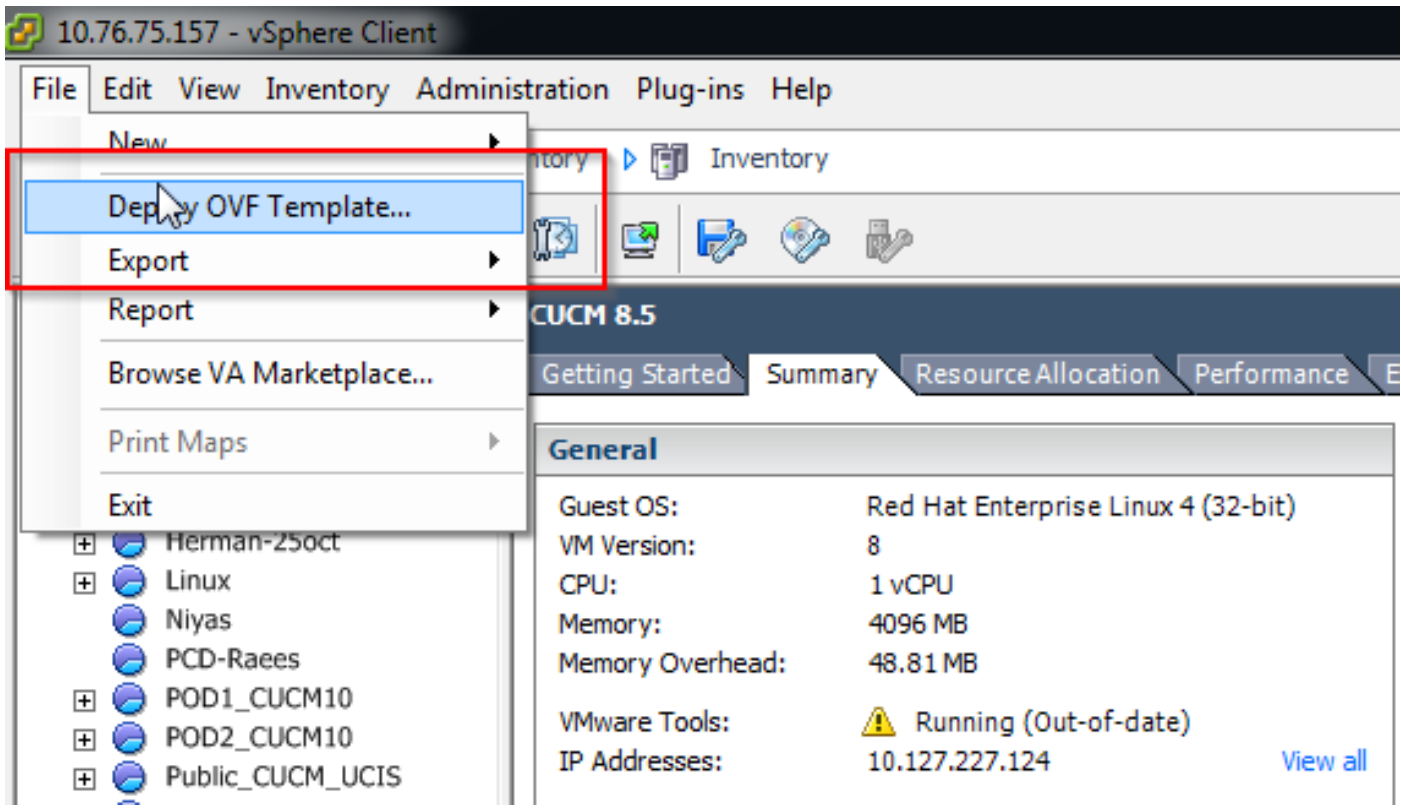 10.76.75.157 - vSphere Client
File Edit View Inventory Administration Plug-ins Help
New
Inventory
Deploy OVF Template...
Export
Report
Browse VA Marketplace...
Print Maps
Exit
CUCM 8.5
Getting Started Summary Resource Allocation Performance
General
Guest OS: Red Hat Enterprise Linux 4 (32-bit)
VM Version: 8
CPU: 1 vCPU
Memory: 4096 MB
Memory Overhead: 48.81 MB
VMware Tools: Running (Out-of-date)
IP Addresses: 10.127.227.124 View all
Herman-25oct
Linux
Niyas
PCD-Raees
POD1_CUCM10
POD2_CUCM10
Public_CUCM_UCIS